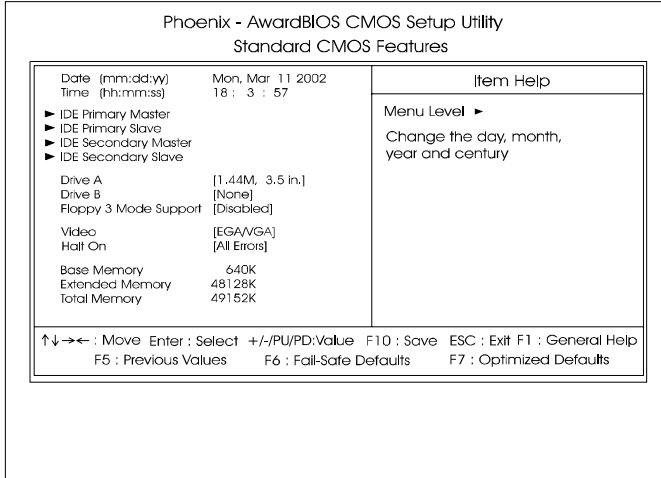 Phoenix - AwardBIOS CMOS Setup Utility
Standard CMOS Features
Date (mm:dd:yy) Mon, Mar 11 2002
Time (hh:mm:ss) 18 : 3 : 57
► IDE Primary Master
► IDE Primary Slave
► IDE Secondary Master
► IDE Secondary Slave
Drive A [1.44M, 3.5 in.]
Drive B [None]
Floppy 3 Mode Support [Disabled]
Video [EGA/VGA]
Halt On [All Errors]
Base Memory 640K
Extended Memory 48128K
Total Memory 49152K
Item Help
Menu Level ►
Change the day, month,
year and century
↑↓→← : Move Enter : Select +/-/PU/PD:Value F10 : Save ESC : Exit F1 : General Help
F5 : Previous Values F6 : Fail-Safe Defaults F7 : Optimized Defaults